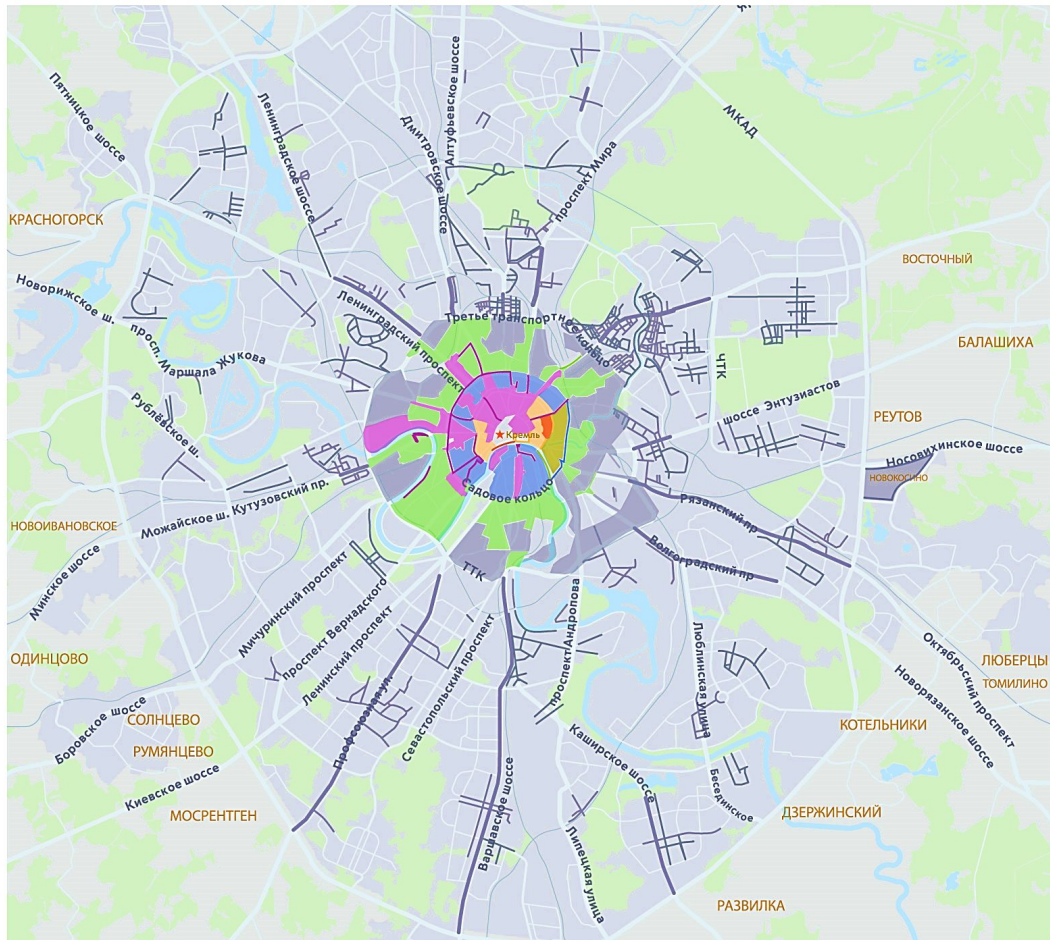 Пятницкое шоссе
Ленинградское шоссе
Дмитровское шоссе
Алтуфьевское шоссе
проспект Мира
МКАД
КРАСНОГОРСК
ВОСТОЧНЫЙ
Новорижское ш.
просп. Маршала Жукова
Ленинградский проспект
Третье транспортное кольцо
БАЛАШИХА
ЧТК
Рублёвское ш.
шоссе Энтузиастов
РЕУТОВ
Кремль
Носовихинское шоссе
НОВОКОСИНО
Садовое кольцо
Можайское ш.
Кутузовский пр.
Рязанский пр
НОВОИВАНОВСКОЕ
Волгоградский пр
Минское шоссе
ТТК
Мичуринский проспект
проспект Вернадского
Ленинский проспект
Профсоюзная ул.
Севастопольский проспект
проспект Андропова
Люблинская улица
ОДИНЦОВО
Октябрьский проспект
ЛЮБЕРЦЫ
ТОМИЛИНО
Новорязанское шоссе
СОЛНЦЕВО
Боровское шоссе
КОТЕЛЬНИКИ
РУМЯНЦЕВО
Каширское шоссе
Киевское шоссе
Варшавское шоссе
Бесединское
МОСРЕНТГЕН
ДЗЕРЖИНСКИЙ
Липецкая улица
РАЗВИЛКА